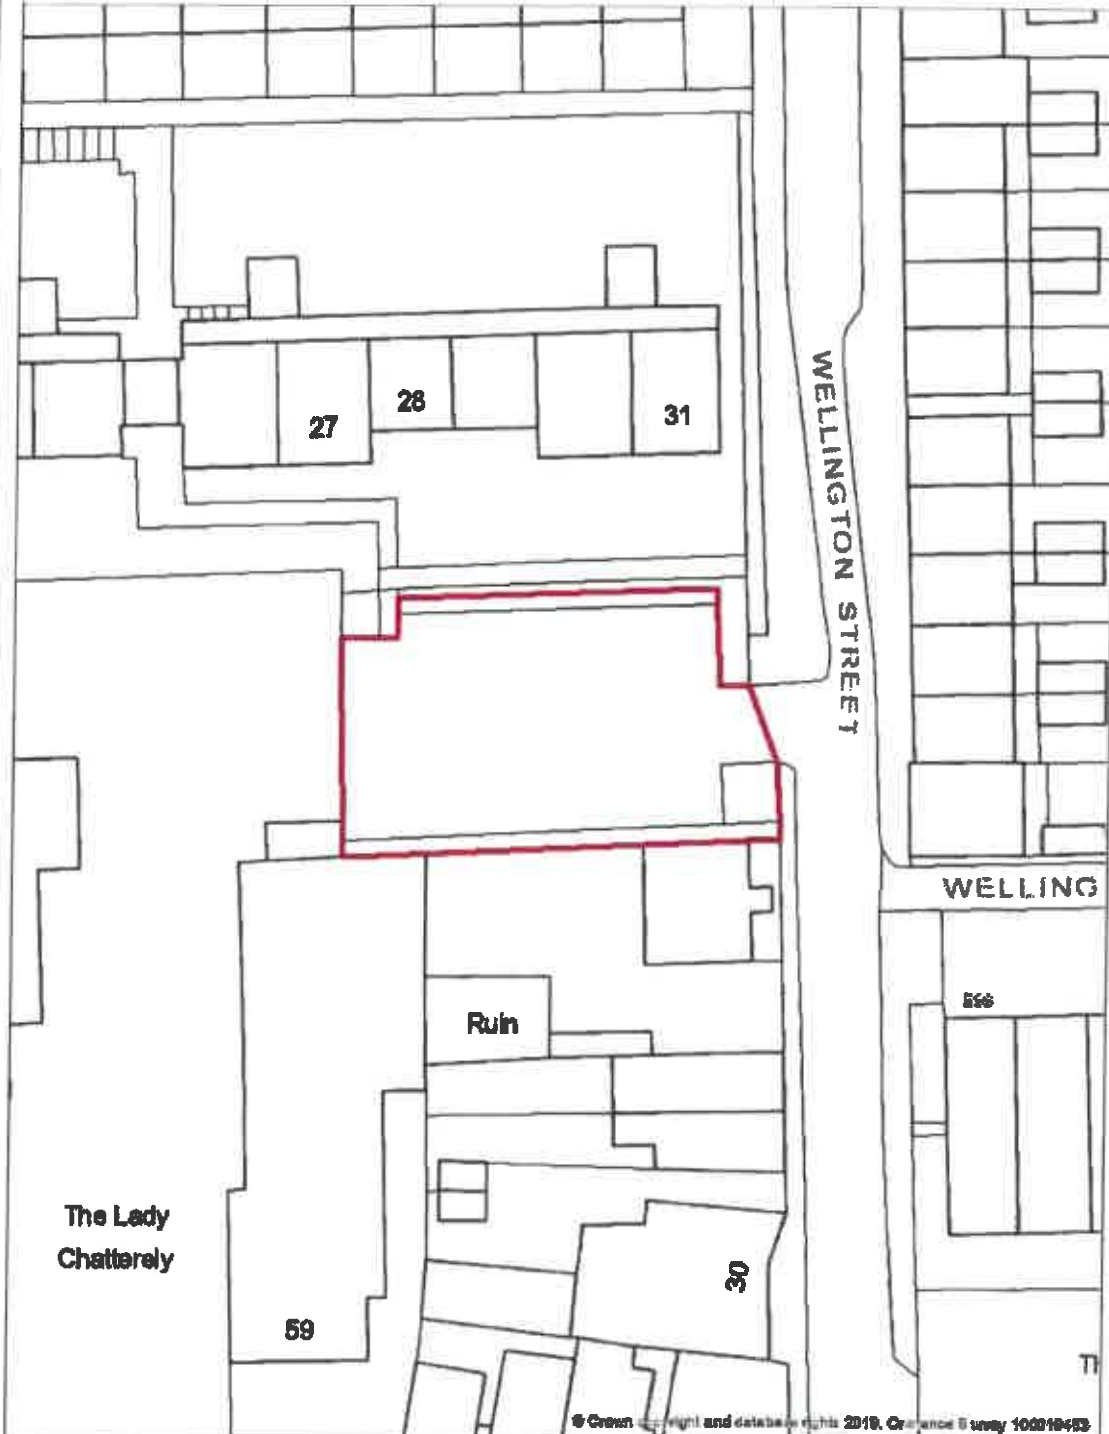 27
28
31
WELLINGTON STREET
WELLING
Ruin
The Lady
Chatterely
59
30
© Crown copyright and database rights 2019. Ordnance Survey